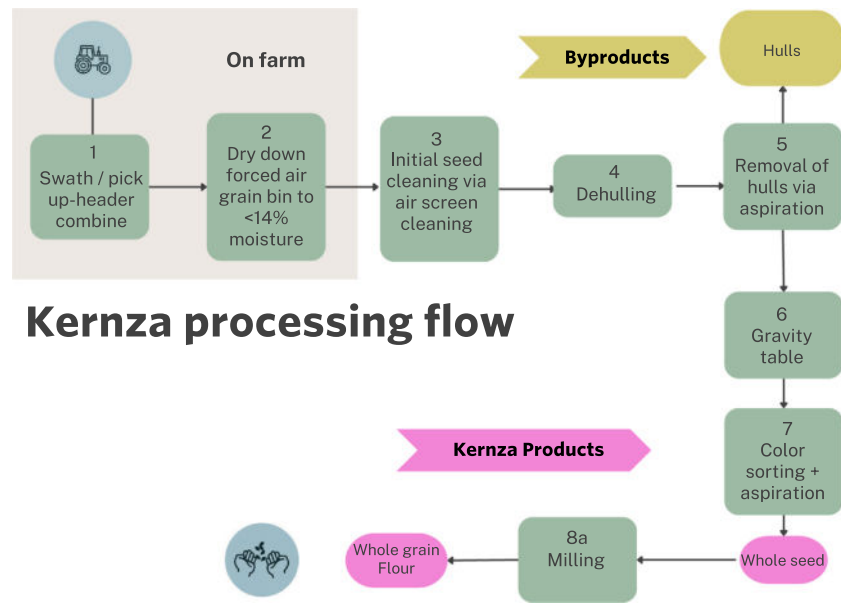 On farm
Byproducts
Hulls
1
Swath / pick
up-header
combine
2
Dry down
forced air
grain bin to
<14%
moisture
3
Initial seed
cleaning via
air screen
cleaning
4
Dehulling
5
Removal of
hulls via
aspiration
Kernza processing flow
6
Gravity
table
Kernza Products
7
Color
sorting +
aspiration
Whole grain
Flour
8a
Milling
Whole seed